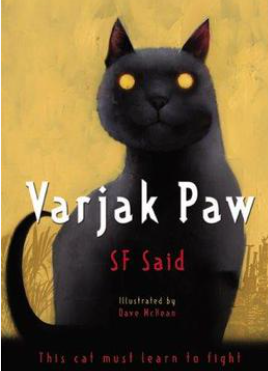 Varjak Paw
SF Said
Illustrated by
Dave McKean
This cat must learn to fight